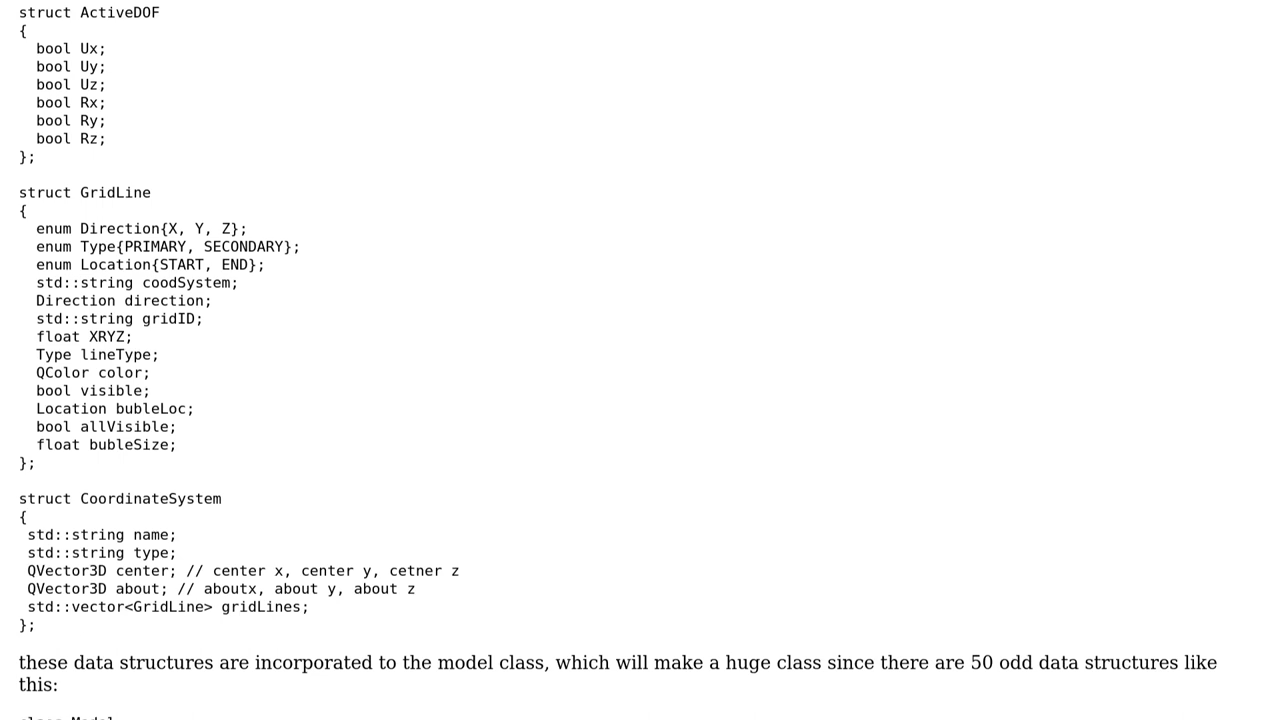 struct ActiveDOF
{
  bool Ux;
  bool Uy;
  bool Uz;
  bool Rx;
  bool Ry;
  bool Rz;
};

struct GridLine
{
  enum Direction{X, Y, Z};
  enum Type{PRIMARY, SECONDARY};
  enum Location{START, END};
  std::string coodSystem;
  Direction direction;
  std::string gridID;
  float XRYZ;
  Type lineType;
  QColor color;
  bool visible;
  Location bubleLoc;
  bool allVisible;
  float bubleSize;
};

struct CoordinateSystem
{
 std::string name;
 std::string type;
 QVector3D center; // center x, center y, cetner z
 QVector3D about; // aboutx, about y, about z
 std::vector<GridLine> gridLines;
};

these data structures are incorporated to the model class, which will make a huge class since there are 50 odd data structures like
this: